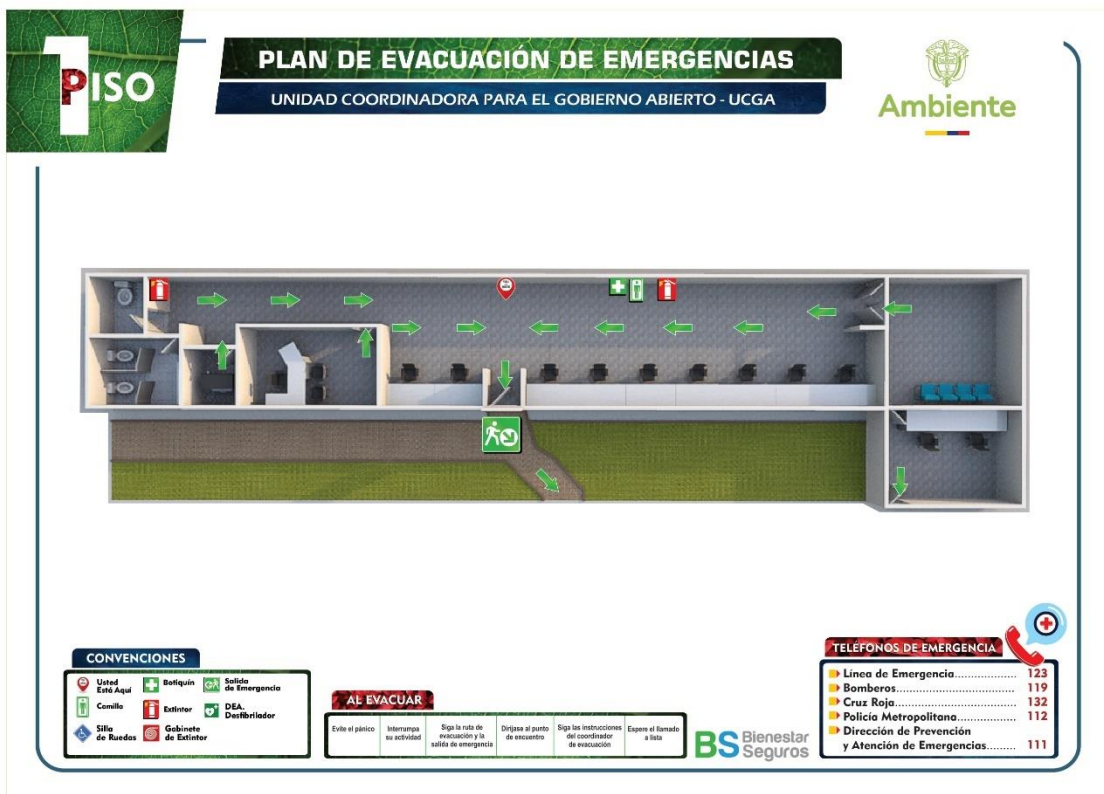 1
PISO
PLAN DE EVACUACIÓN DE EMERGENCIAS
UNIDAD COORDINADORA PARA EL GOBIERNO ABIERTO - UCGA
Ambiente
CONVENCIONES
Usted
Está Aquí
Botiquín
Salida
de Emergencia
Camilla
Extintor
DEA.
Desfibrilador
Silla
de Ruedas
Gabinete
de Extintor
AL EVACUAR
Evite el pánico
Interrumpa
su actividad
Siga la ruta de
evacuación y la
salida de emergencia
Diríjase al punto
de encuentro
Siga las instrucciones
del coordinador
de evacuación
Espere el llamado
a lista
BS Bienestar
Seguros
TELÉFONOS DE EMERGENCIA
Línea de Emergencia............... 123
Bomberos............................ 119
Cruz Roja............................ 132
Policía Metropolitana.............. 112
Dirección de Prevención
y Atención de Emergencias....... 111